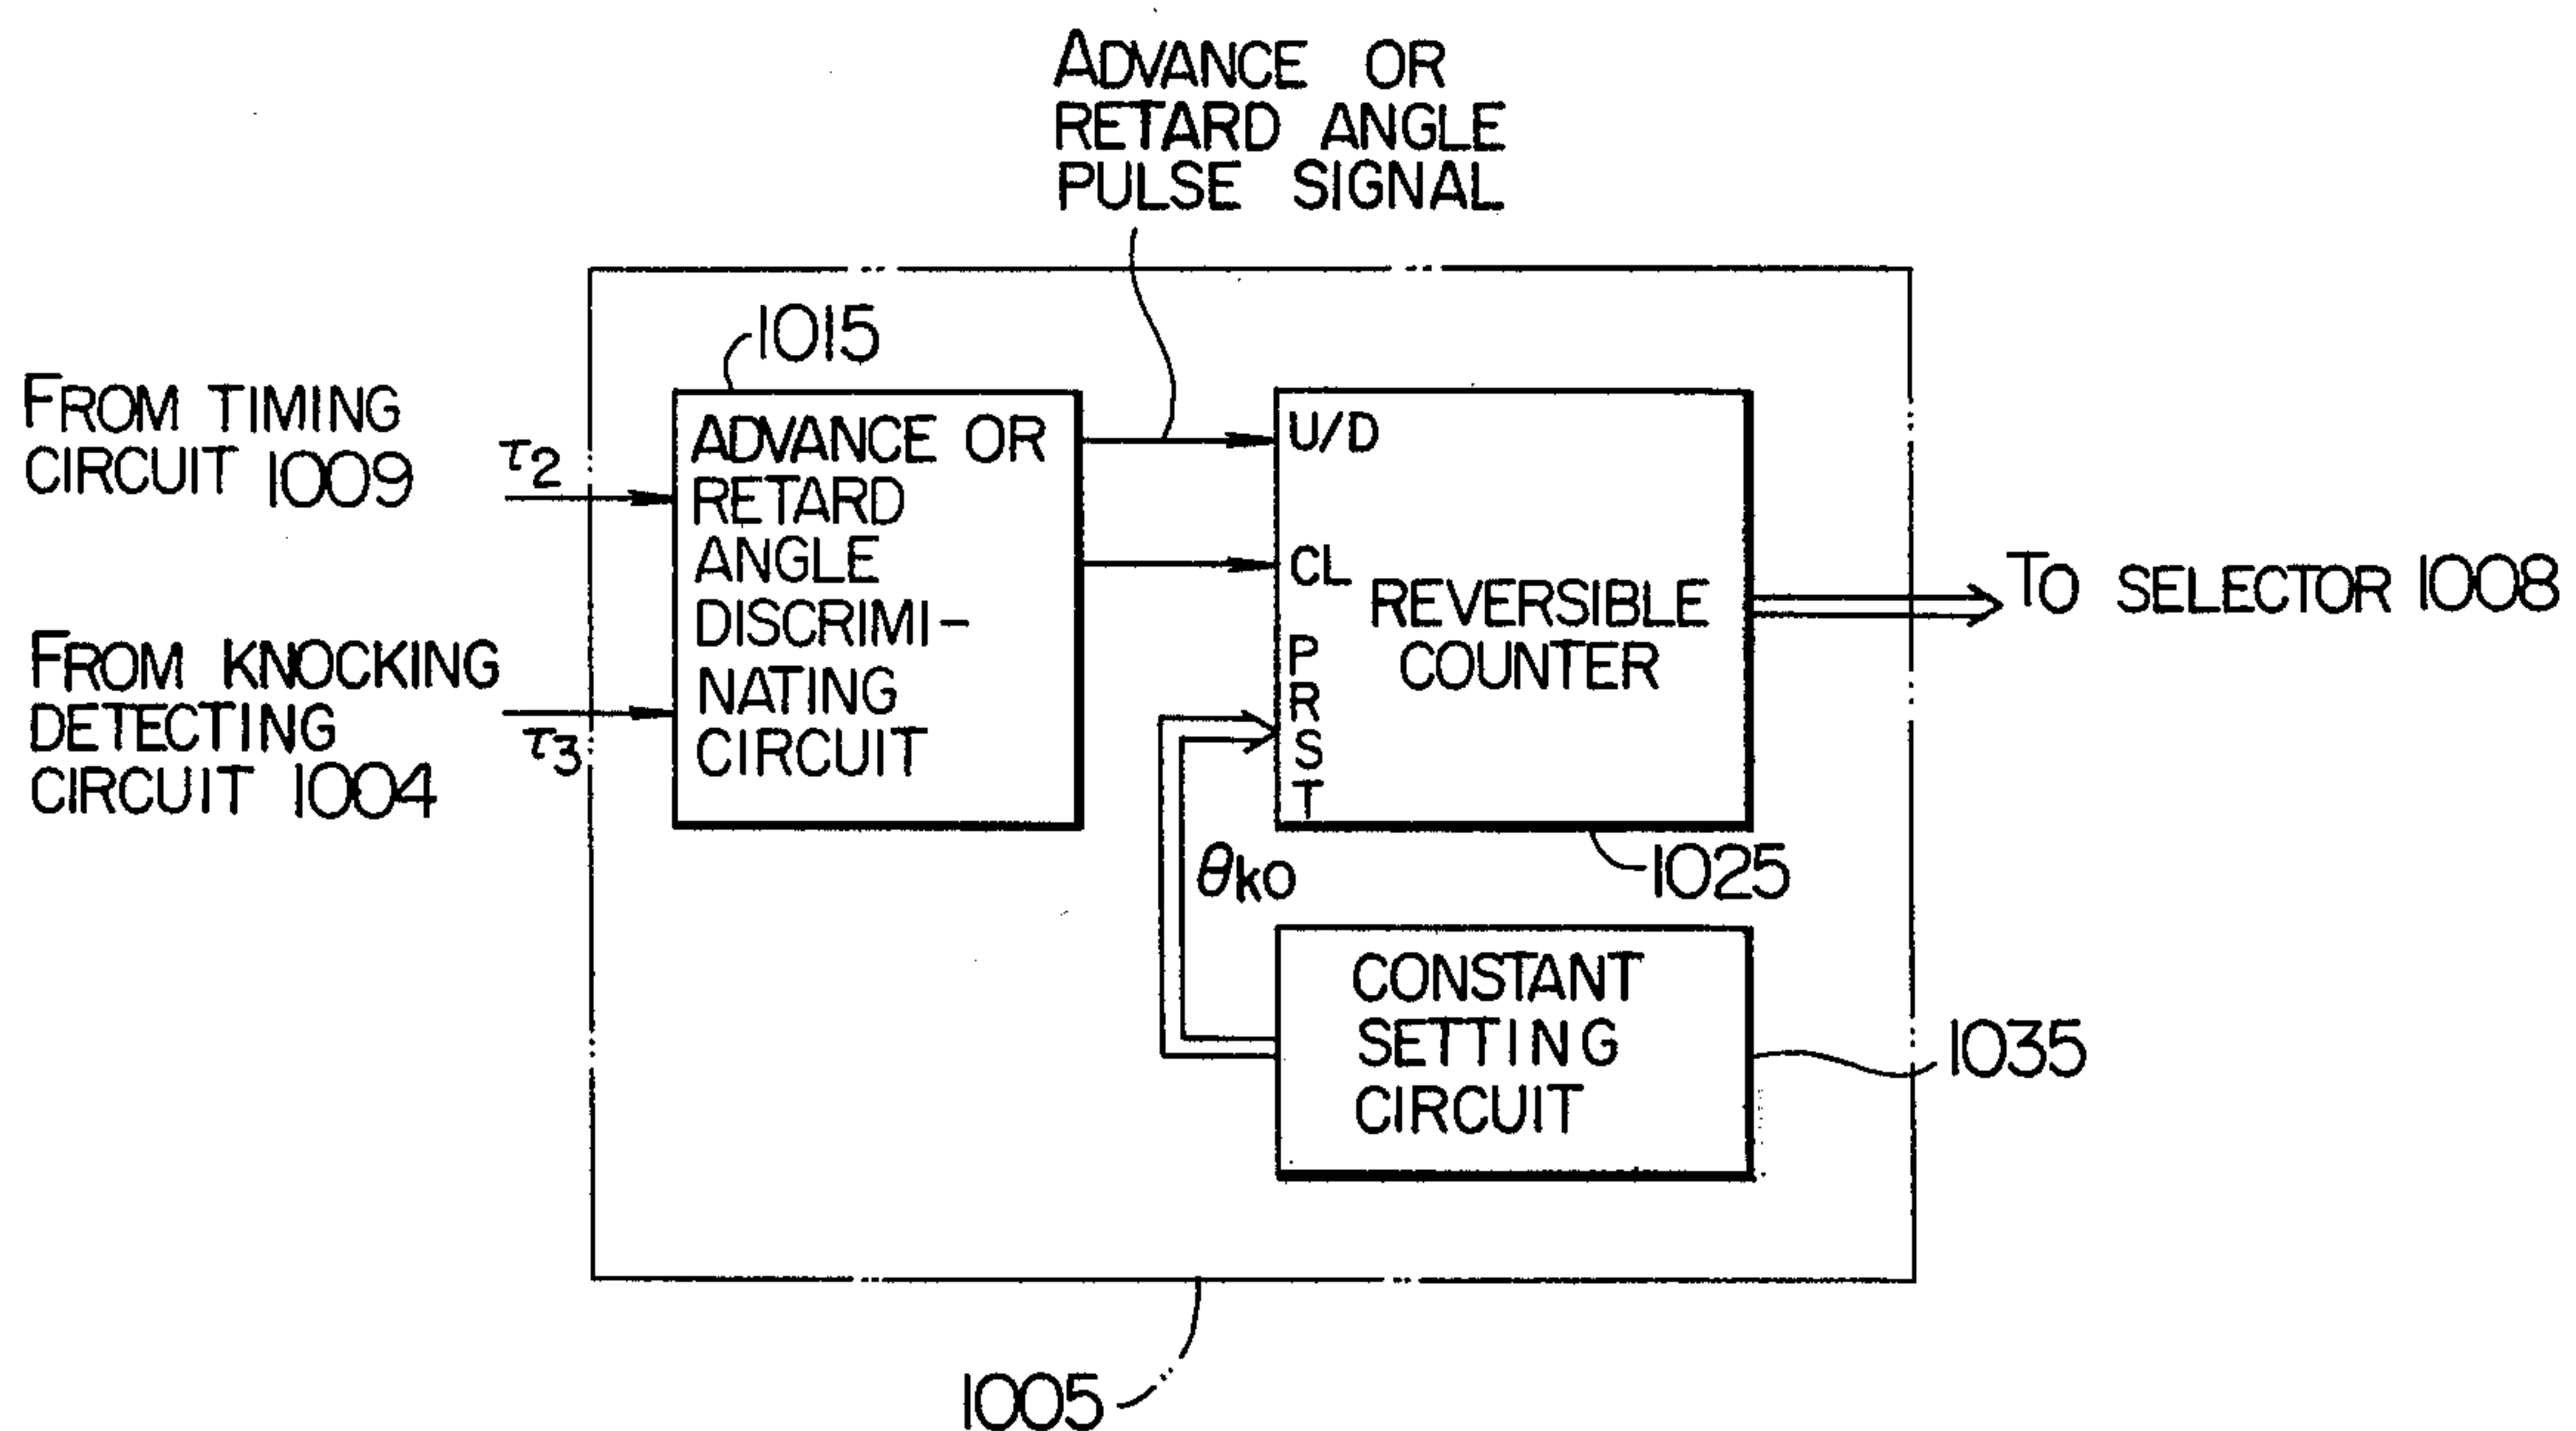 ADVANCE OR
RETARD ANGLE
PULSE SIGNAL
1015
FROM TIMING
CIRCUIT 1009
τ2
FROM KNOCKING
DETECTING
CIRCUIT 1004
τ3
ADVANCE OR
RETARD
ANGLE
DISCRIMI-
NATING
CIRCUIT
U/D
CL
PRST
REVERSIBLE
COUNTER
TO SELECTOR 1008
1025
θko
CONSTANT
SETTING
CIRCUIT
1035
1005